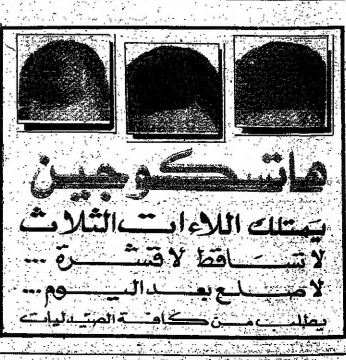 هاتسكوجين
يمتلك اللاءات الثلاث
لا تساقط لا قشرة ...
لا صلع بعد اليوم ...
يطلب من كافة الصيدليات